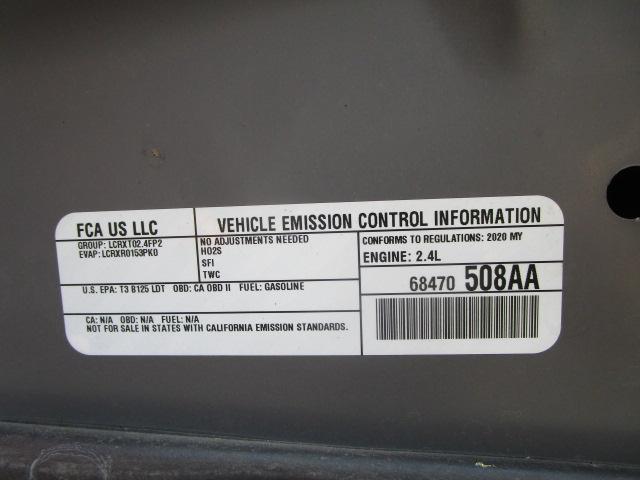 FCA US LLC
VEHICLE EMISSION CONTROL INFORMATION
GROUP: LCRXT02.4FP2
EVAP: LCRXR0153PK0
NO ADJUSTMENTS NEEDED
HO2S
SFI
TWC
CONFORMS TO REGULATIONS: 2020 MY
ENGINE: 2.4L
68470 508AA
U.S. EPA: T3 B125 LDT OBD: CA OBD II FUEL: GASOLINE
CA: N/A OBD: N/A FUEL: N/A
NOT FOR SALE IN STATES WITH CALIFORNIA EMISSION STANDARDS.